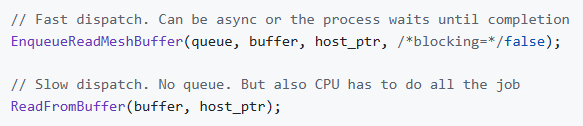 // Fast dispatch. Can be async or the process waits until completion
EnqueueReadMeshBuffer(queue, buffer, host_ptr, /*blocking=*/false);
// Slow dispatch. No queue. But also CPU has to do all the job
ReadFromBuffer(buffer, host_ptr);